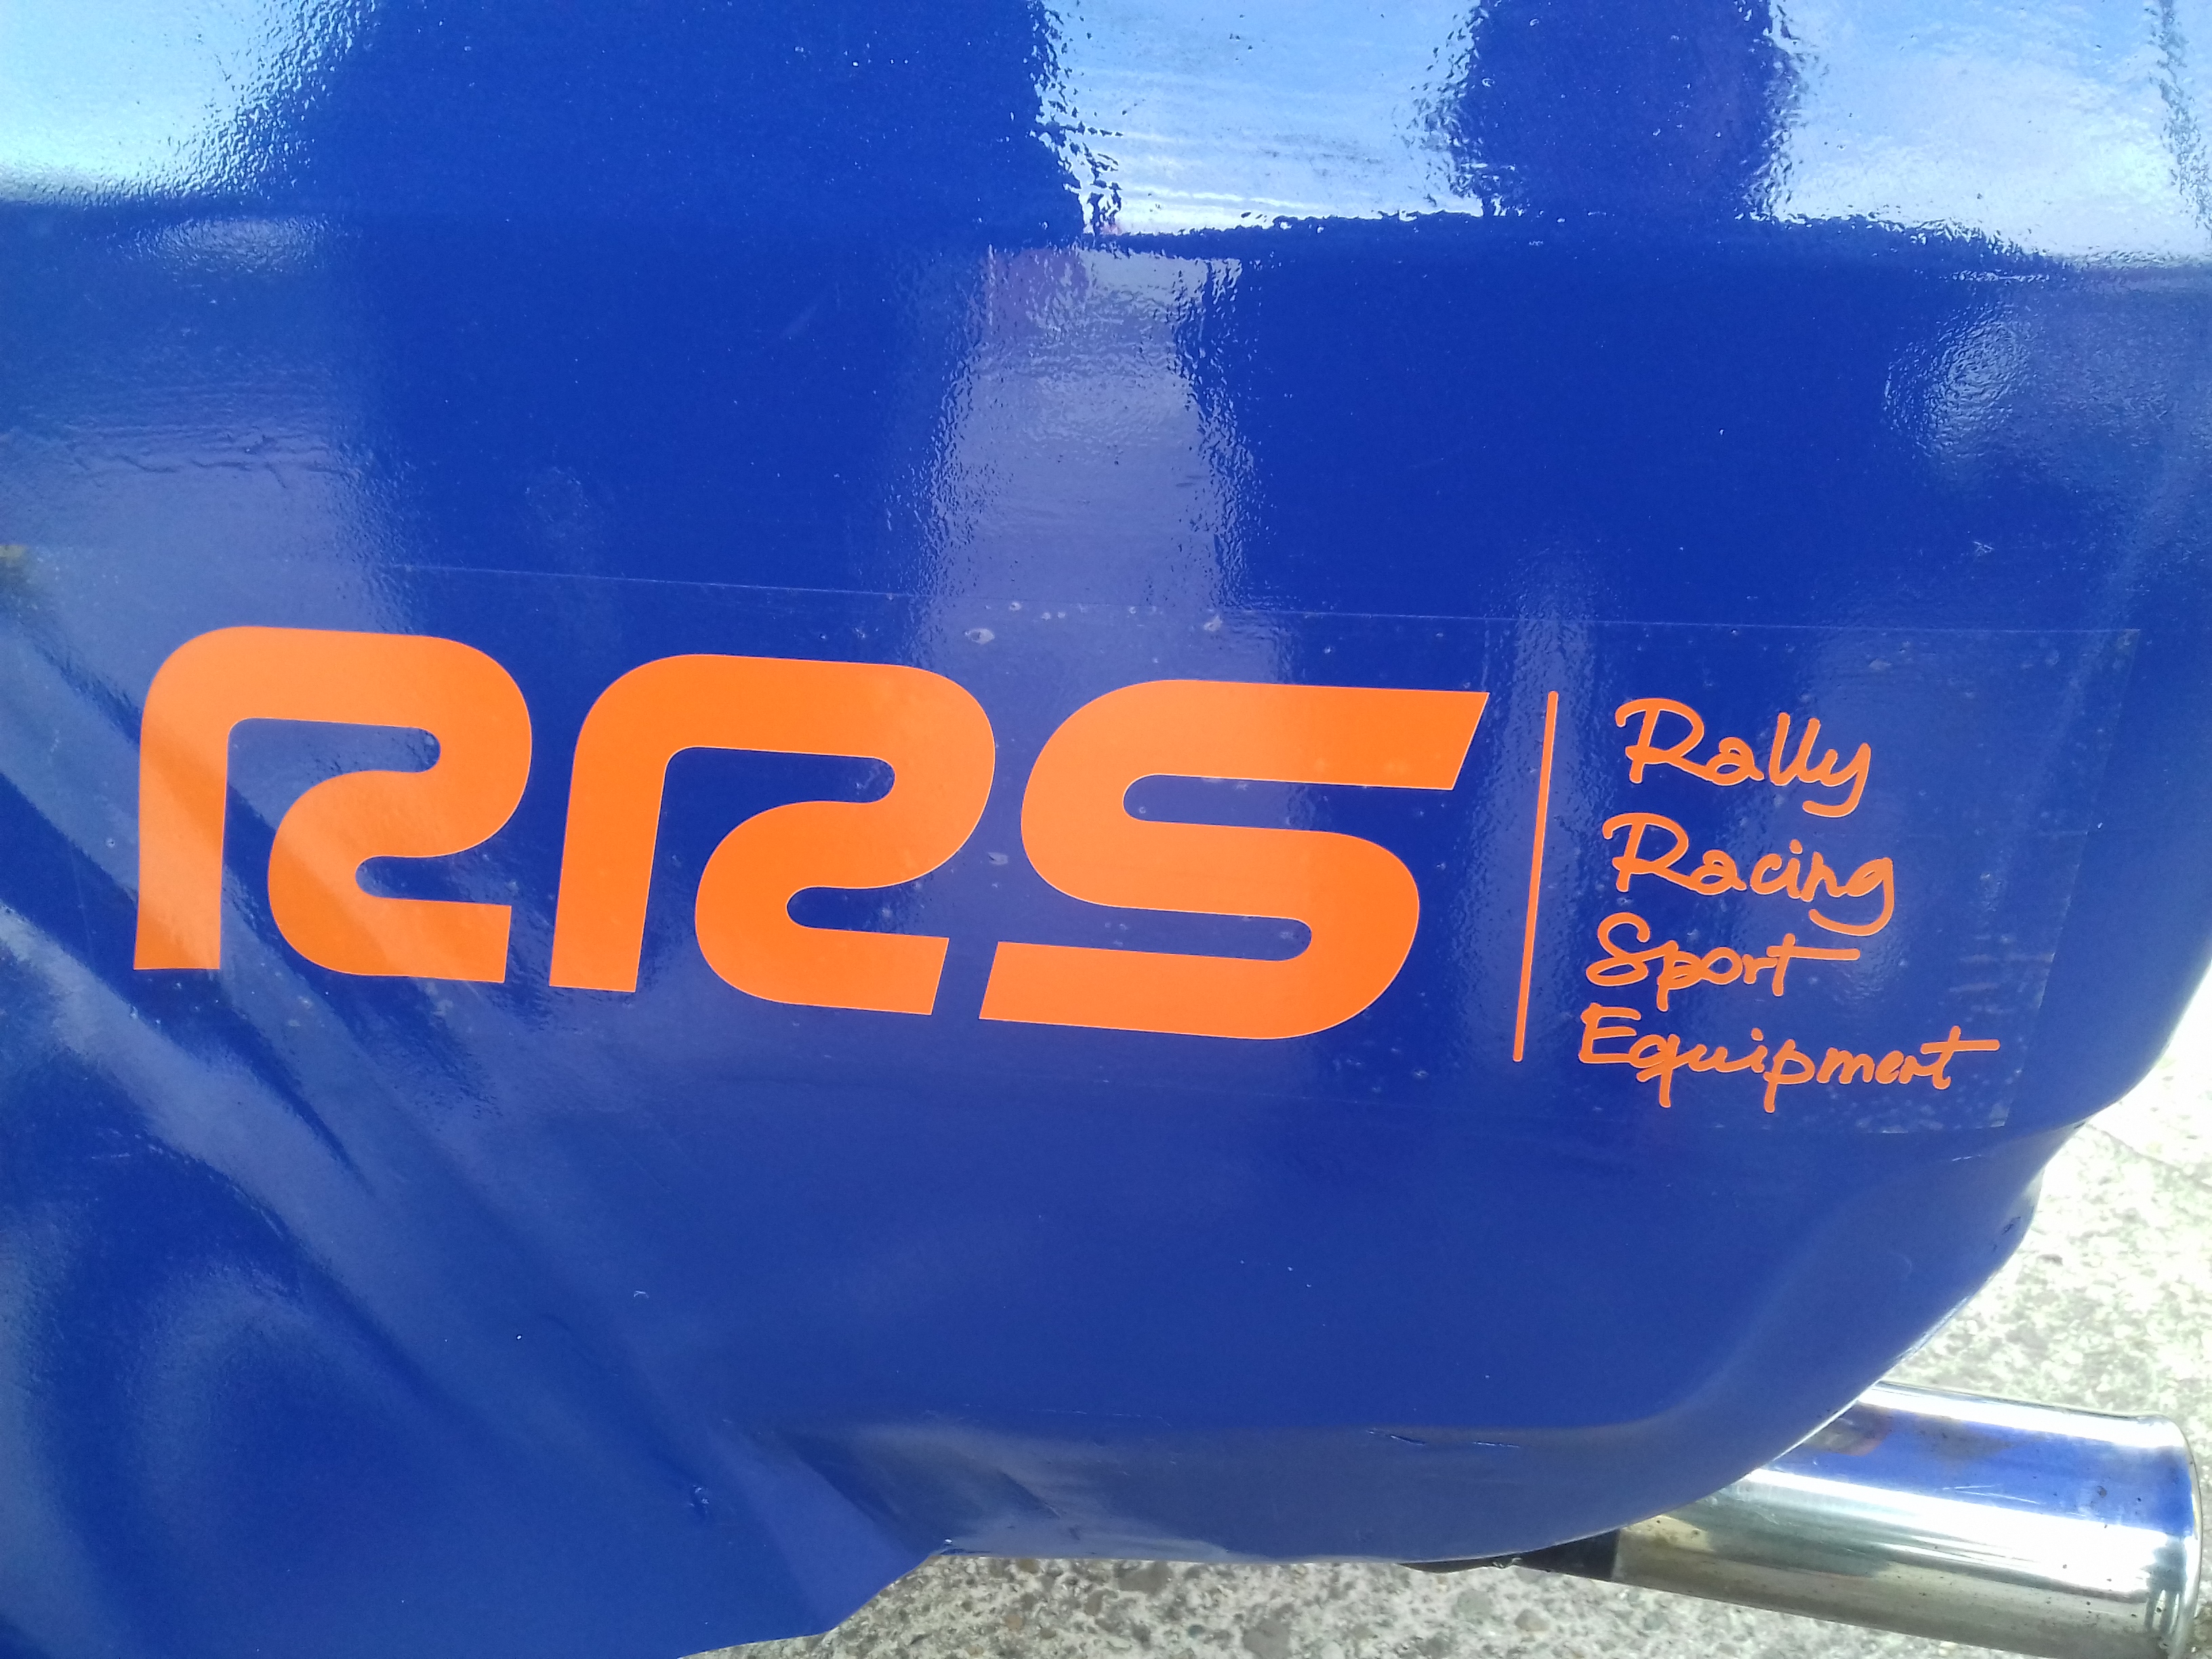 RRS
Rally
Racing
Sport
Equipment